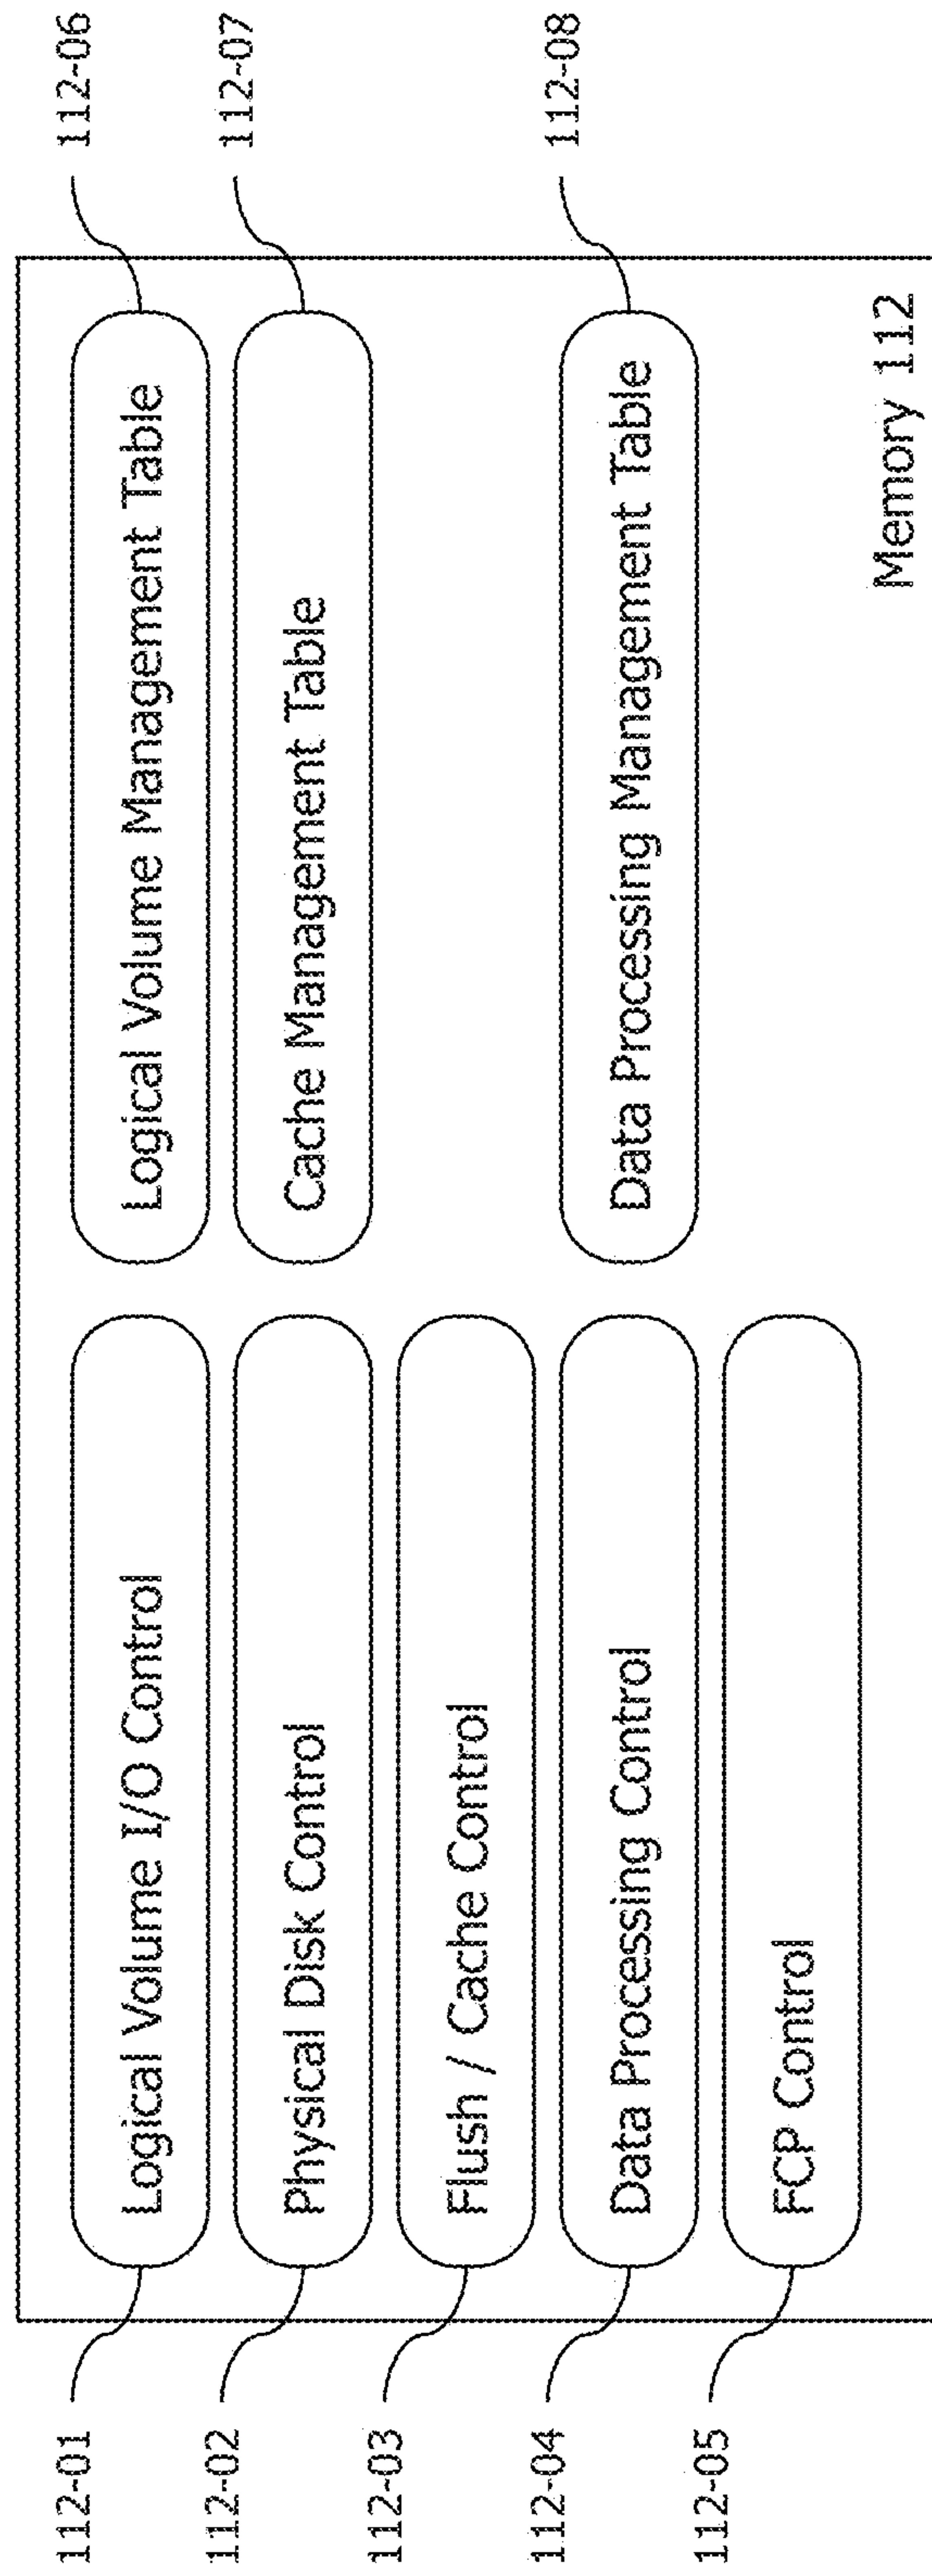 112-01
Logical Volume I/O Control
Logical Volume Management Table
112-06
112-02
Physical Disk Control
Cache Management Table
112-07
112-03
Flush / Cache Control
112-04
Data Processing Control
Data Processing Management Table
112-08
112-05
FCP Control
Memory 112